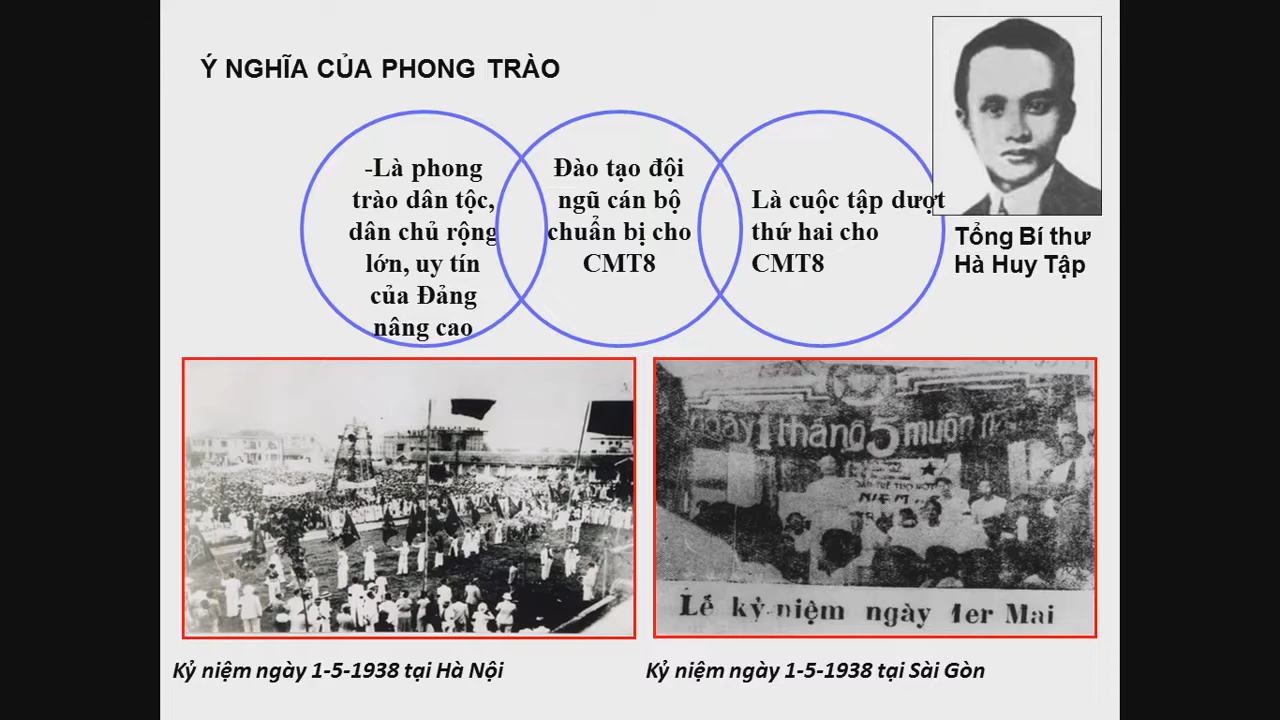 Ý NGHĨA CỦA PHONG TRÀO
-Là phong
trào dân tộc,
dân chủ rộng
lớn, uy tín
của Đảng
nâng cao
Đào tạo đội
ngũ cán bộ
chuẩn bị cho
CMT8
Là cuộc tập dượt
thứ hai cho
CMT8
Tổng Bí thư
Hà Huy Tập
ngày 1 tháng 5 muôn
NIỆM
Lễ kỷ niệm ngày 1er Mai
Kỷ niệm ngày 1-5-1938 tại Hà Nội
Kỷ niệm ngày 1-5-1938 tại Sài Gòn